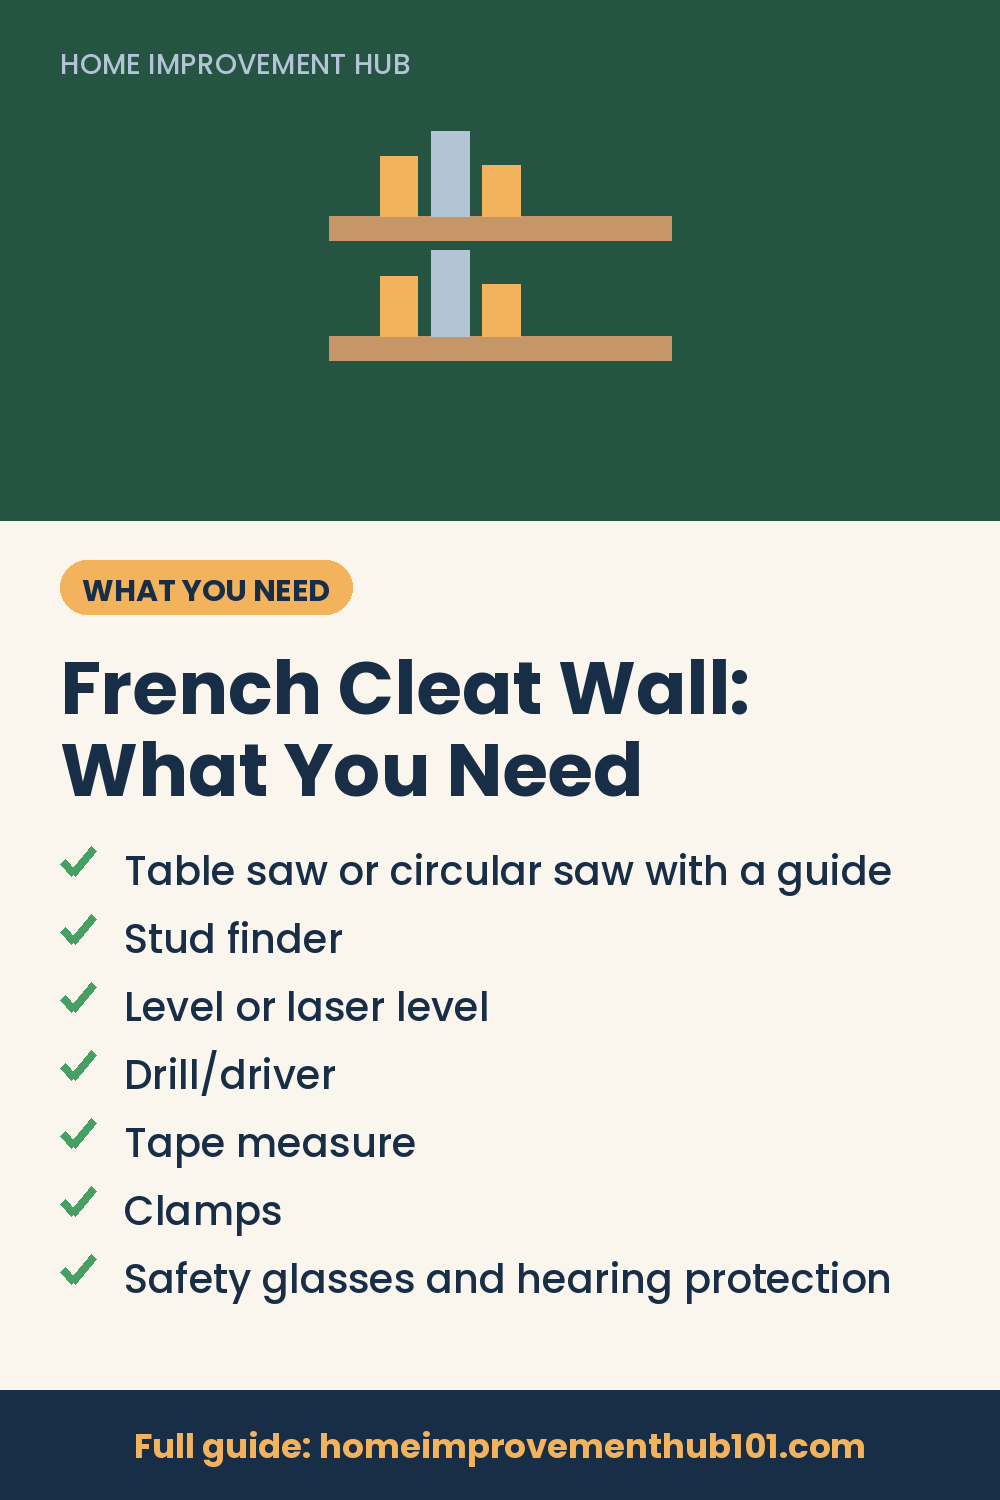 HOME IMPROVEMENT HUB
WHAT YOU NEED
French Cleat Wall:
What You Need
Table saw or circular saw with a guide
Stud finder
Level or laser level
Drill/driver
Tape measure
Clamps
Safety glasses and hearing protection
Full guide: homeimprovementhub101.com